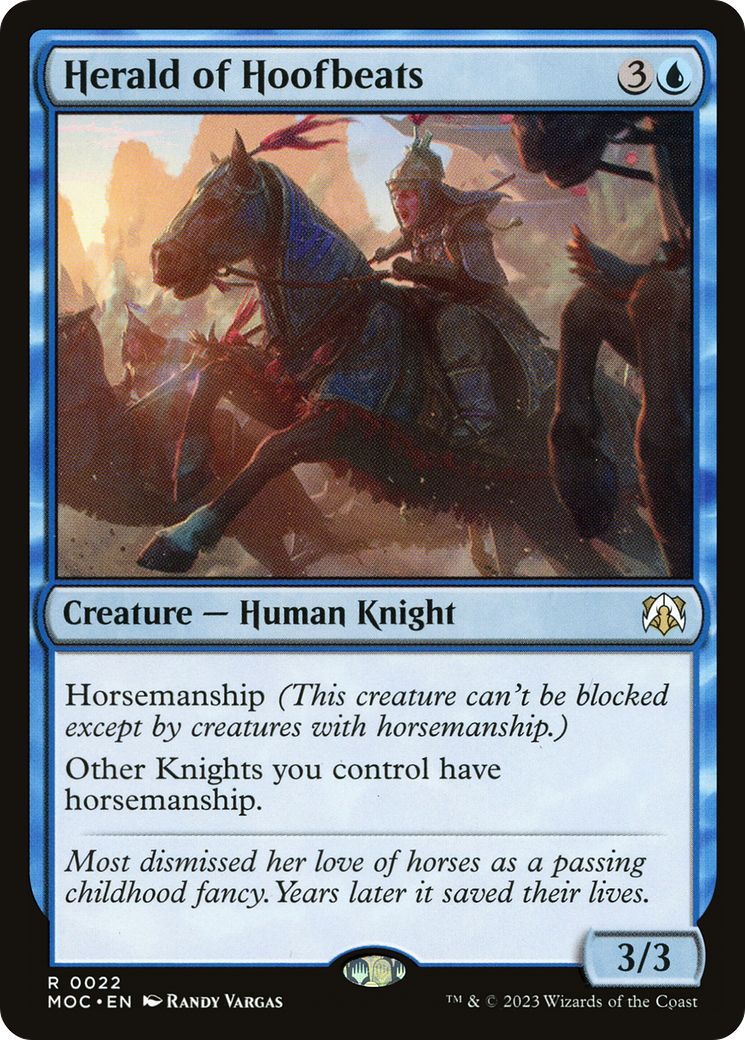 Herald of Hoofbeats 3
Creature — Human Knight
Horsemanship (This creature can't be blocked
except by creatures with horsemanship.)
Other Knights you control have
horsemanship.
Most dismissed her love of horses as a passing
childhood fancy. Years later it saved their lives.
3/3
R 0022
MOC • EN Randy Vargas
™ & © 2023 Wizards of the Coast